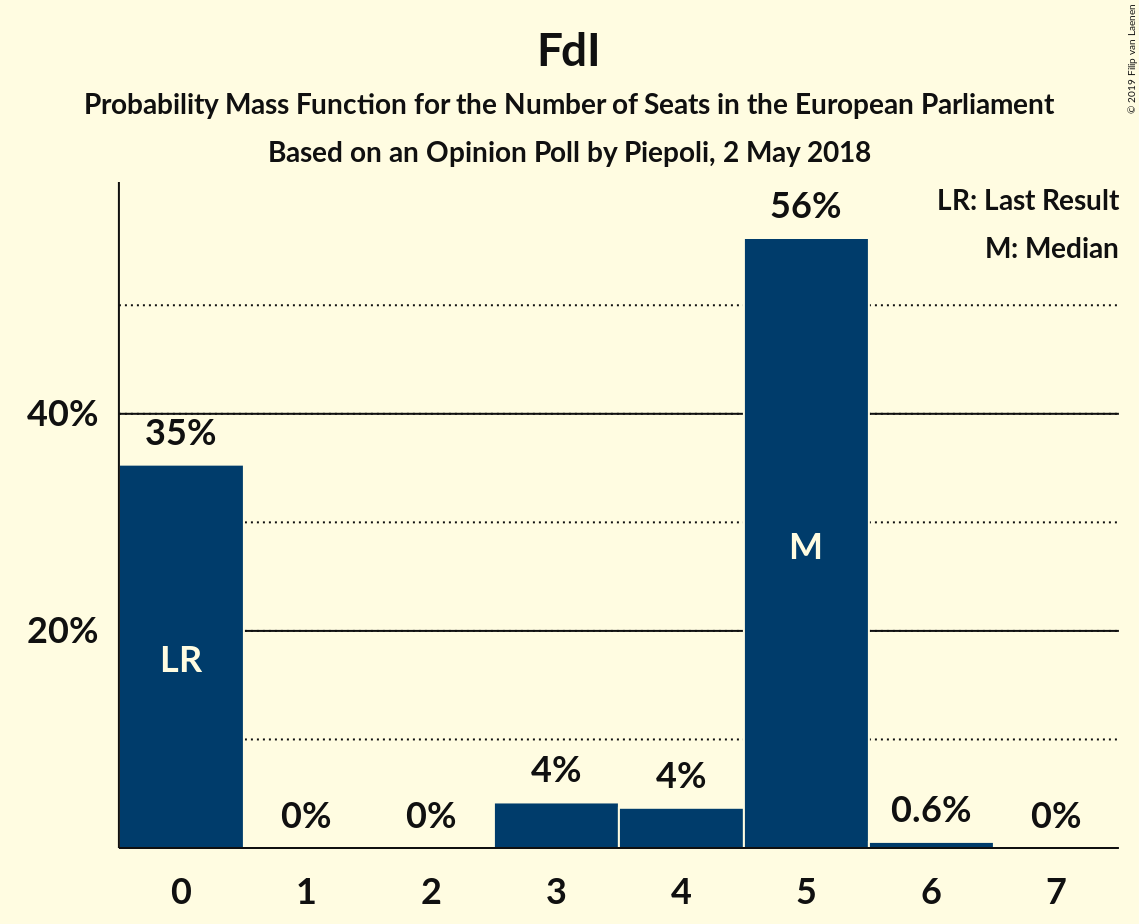 FdI
Probability Mass Function for the Number of Seats in the European Parliament
Based on an Opinion Poll by Piepoli, 2 May 2018
© 2019 Filip van Laenen
LR: Last Result
M: Median
56%
40%
35%
M
20%
LR
4%
4%
0%
0%
0.6%
0%
0 1 2 3 4 5 6 7